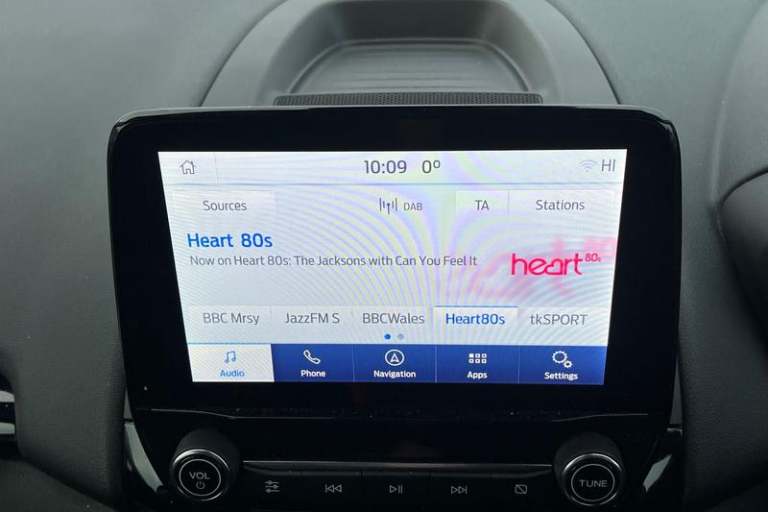 10:09 0° HI
Sources DAB TA Stations
Heart 80s
Now on Heart 80s: The Jacksons with Can You Feel It
heart 80s
BBC Mrsy JazzFM S BBCWales Heart80s tkSPORT
Audio Phone Navigation Apps Settings
VOL TUNE